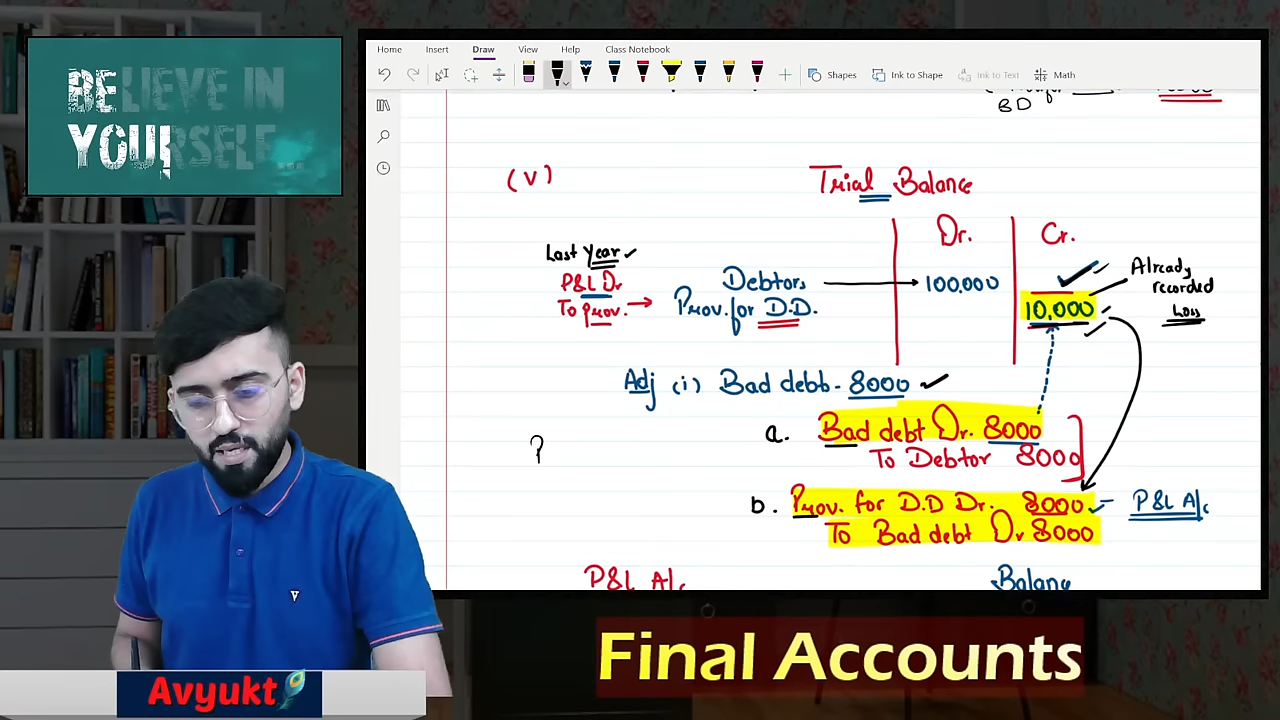 BELIEVE IN
YOURSELF...
Home Insert Draw View Help Class Notebook
Shapes Ink to Shape Ink to Text Math
BD
(v) Trial Balance
Dr. Cr.
Last Year
P&L Dr
To prov.
Debtors 100,000
Prov. for D.D. 10,000
Already
recorded
Loss
Adj (i) Bad debt - 8000
a. Bad debt Dr. 8000
To Debtor 8000
b. Prov. for D.D Dr. 8000 - P&L A/c
To Bad debt Dr 8000
P&L A/c Balanc
Final Accounts
Avyukt